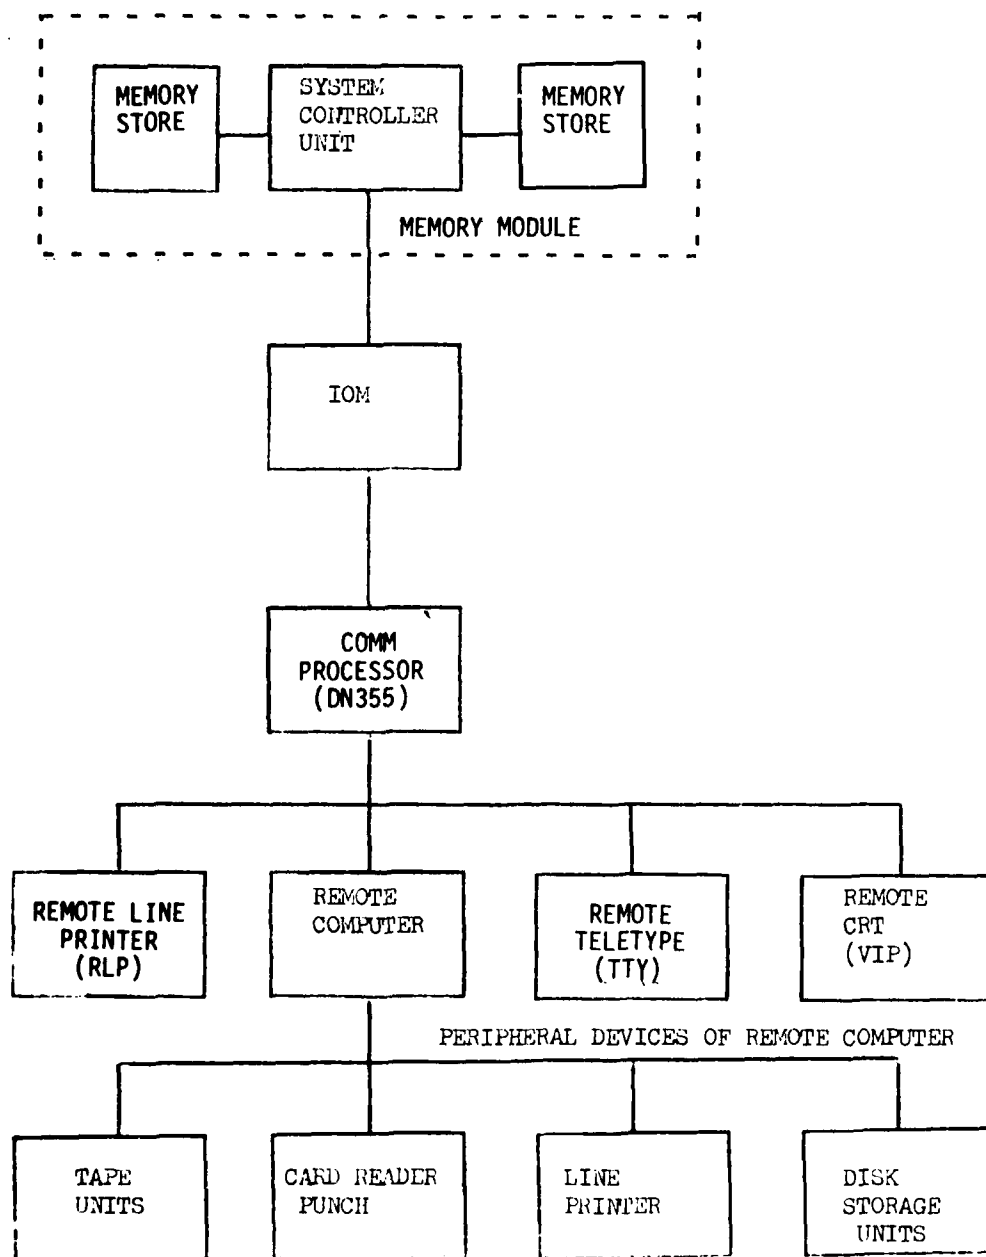 MEMORY
STORE
SYSTEM
CONTROLLER
UNIT
MEMORY
STORE
MEMORY MODULE
IOM
COMM
PROCESSOR
(DN355)
REMOTE LINE
PRINTER
(RLP)
REMOTE
COMPUTER
REMOTE
TELETYPE
(TTY)
REMOTE
CRT
(VIP)
PERIPHERAL DEVICES OF REMOTE COMPUTER
TAPE
UNITS
CARD READER
PUNCH
LINE
PRINTER
DISK
STORAGE
UNITS